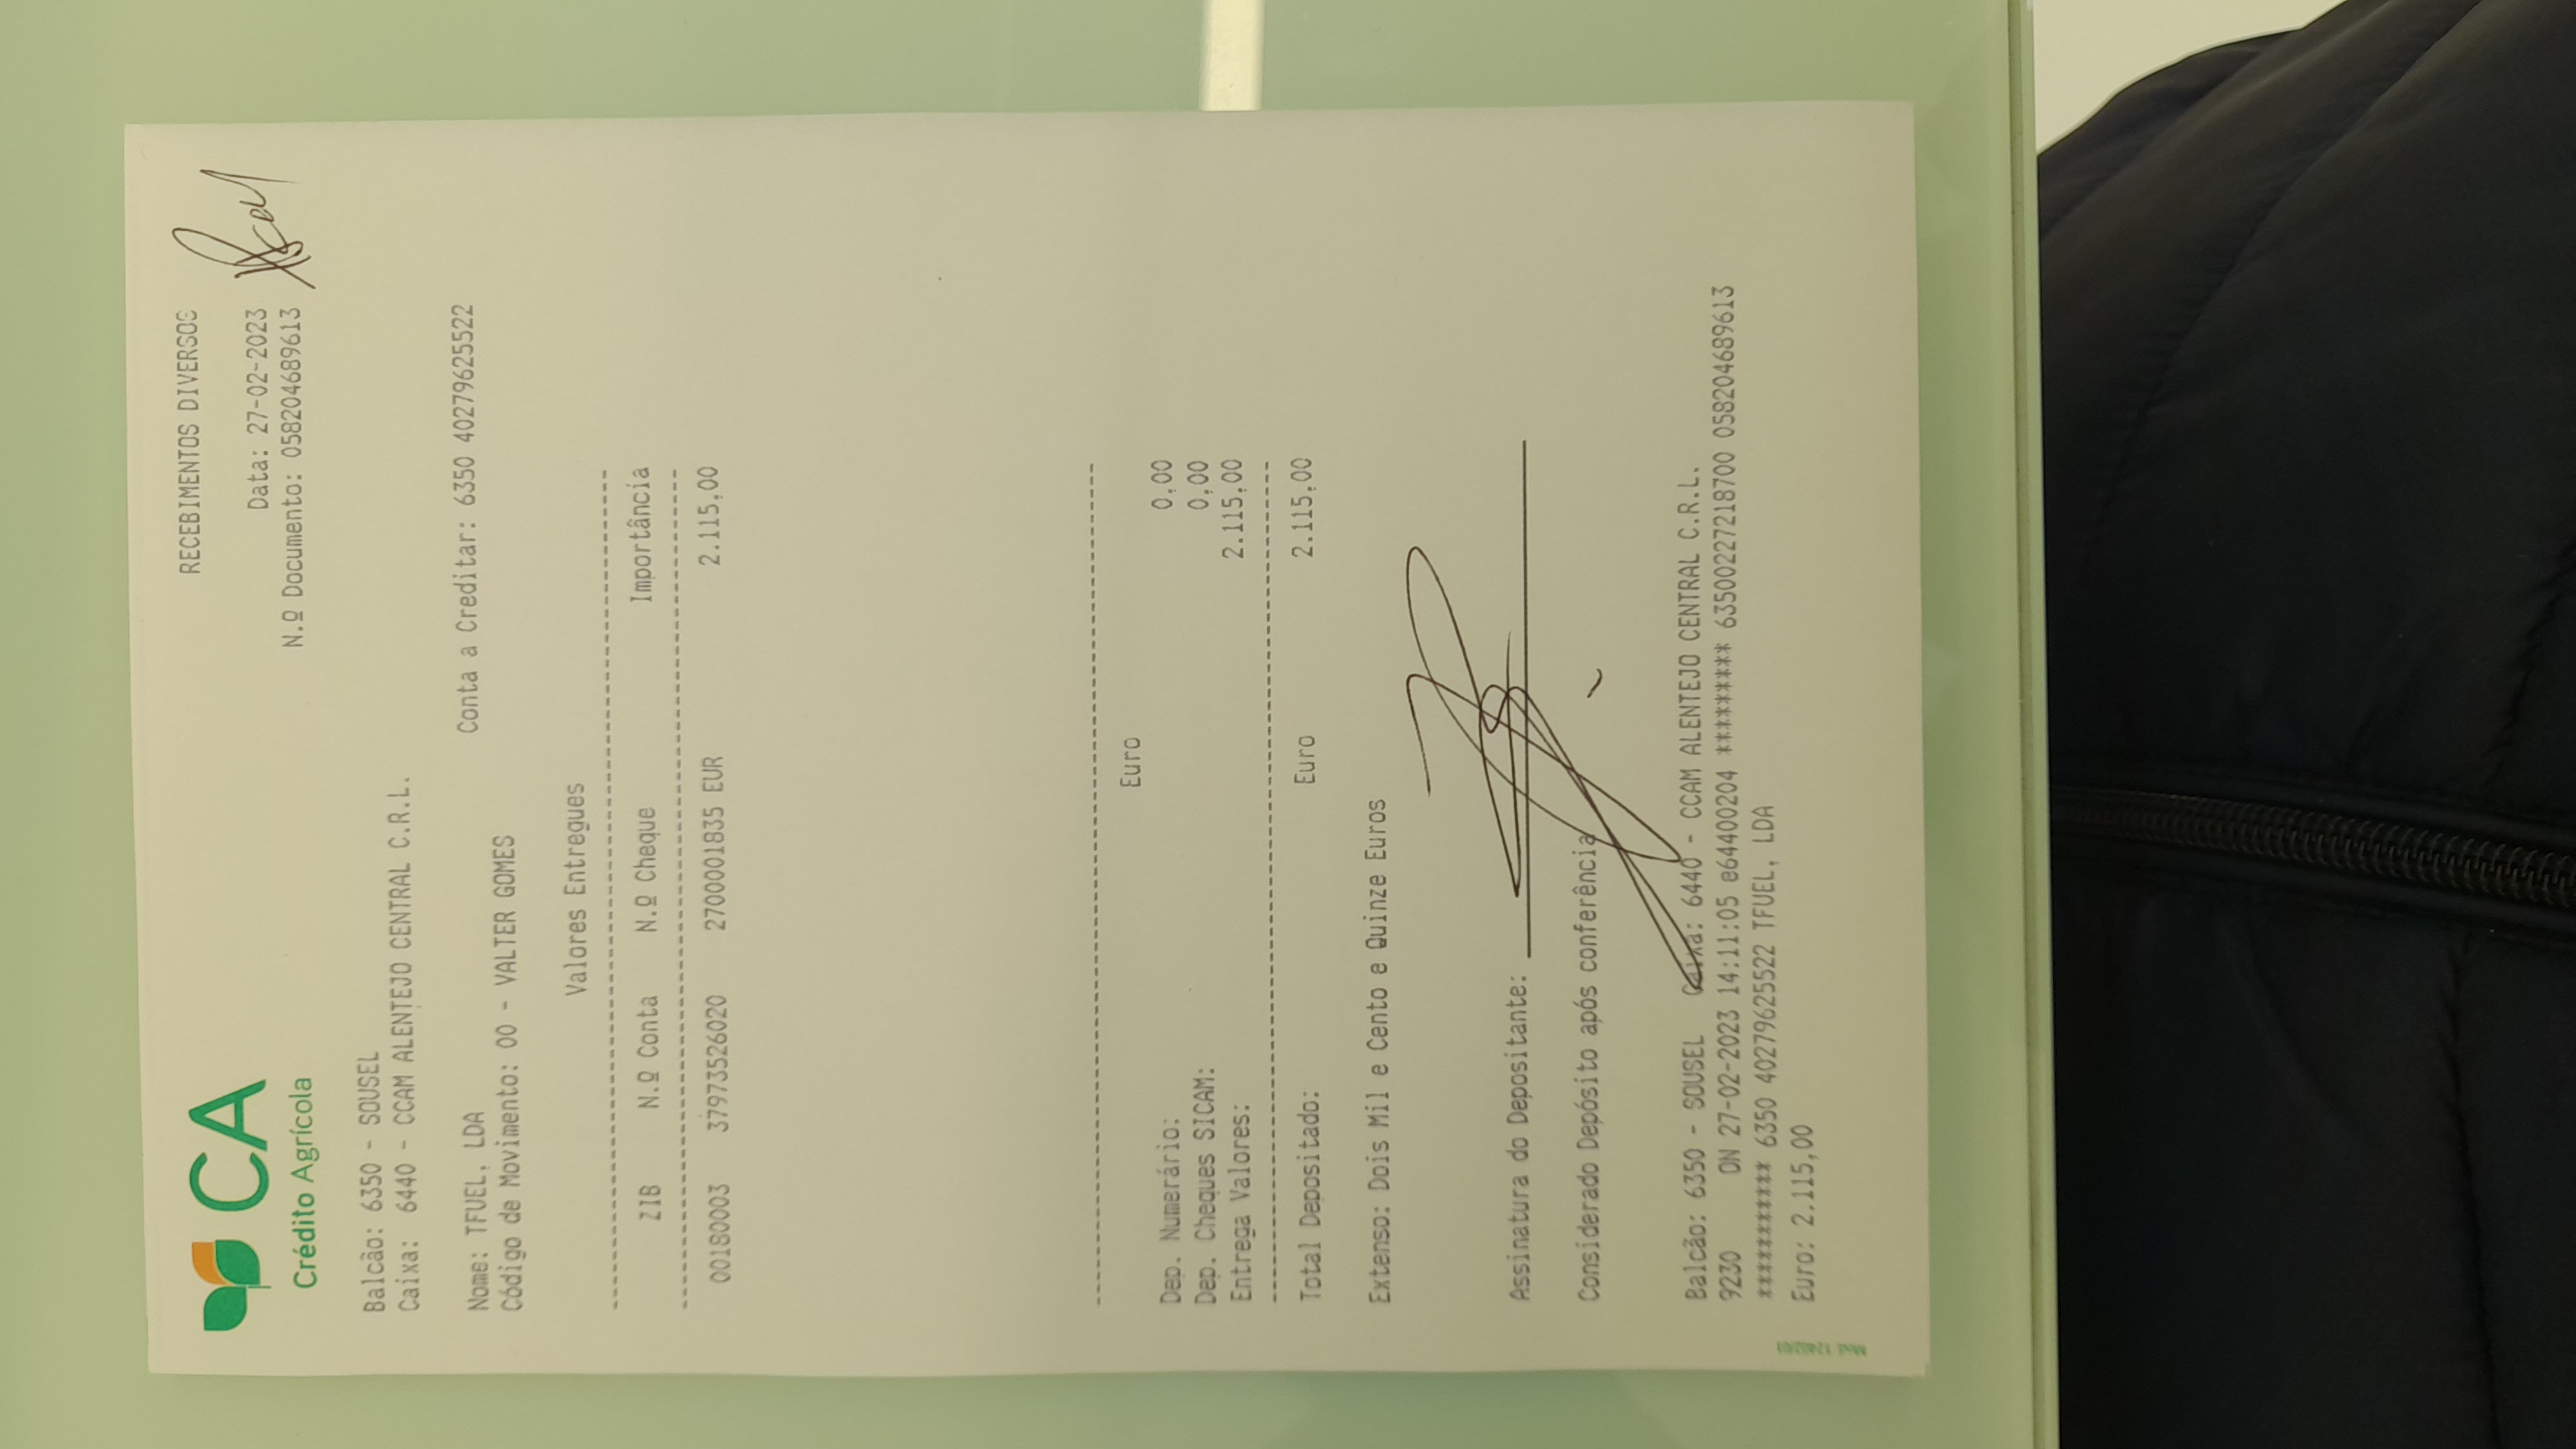 CA
Crédito Agrícola
RECEBIMENTOS DIVERSOS
Data: 27-02-2023
N.º Documento: 058204689613
Balcão: 6350 - SOUSEL
Caixa: 6440 - CCAM ALENTEJO CENTRAL C.R.L.
Nome: TFUEL, LDA Conta a Creditar: 6350 40279625522
Código de Movimento: 00 - VALTER GOMES
Valores Entregues
ZIB N.º Conta N.º Cheque Importância
00180003 37973526020 2700001835 EUR 2.115,00
Euro
Dep. Numerário: 0,00
Dep. Cheques SICAM: 0,00
Entrega Valores: 2.115,00
Total Depositado: Euro 2.115,00
Extenso: Dois Mil e Cento e Quinze Euros
Assinatura do Depositante:
Considerado Depósito após conferência
Balcão: 6350 - SOUSEL Caixa: 6440 - CCAM ALENTEJO CENTRAL C.R.L.
9230 ON 27-02-2023 14:11:05 e64400204 ********* 63500227218700 058204689613
*********** 6350 40279625522 TFUEL, LDA
Euro: 2.115,00